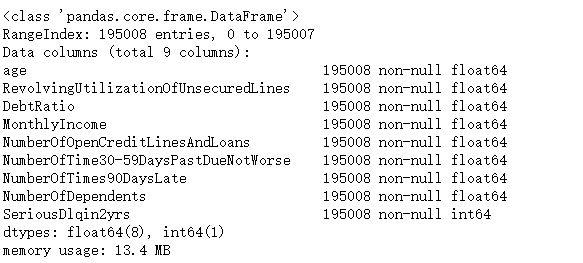 <class 'pandas.core.frame.DataFrame'>
RangeIndex: 195008 entries, 0 to 195007
Data columns (total 9 columns):
age                                     195008 non-null float64
RevolvingUtilizationOfUnsecuredLines    195008 non-null float64
DebtRatio                               195008 non-null float64
MonthlyIncome                           195008 non-null float64
NumberOfOpenCreditLinesAndLoans         195008 non-null float64
NumberOfTime30-59DaysPastDueNotWorse    195008 non-null float64
NumberOfTimes90DaysLate                 195008 non-null float64
NumberOfDependents                      195008 non-null float64
SeriousDlqin2yrs                        195008 non-null int64
dtypes: float64(8), int64(1)
memory usage: 13.4 MB